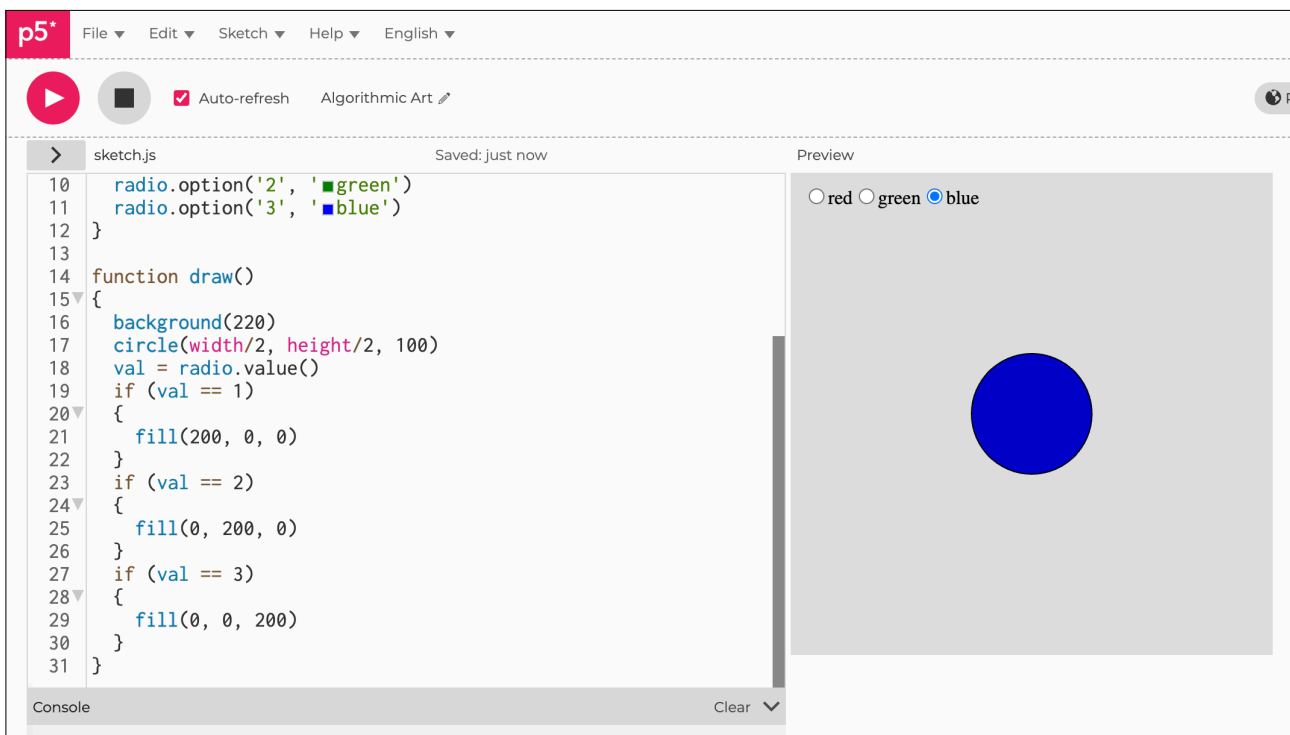 p5* File Edit Sketch Help English
Auto-refresh Algorithmic Art
sketch.js Saved: just now Preview
10 radio.option('2', 'green')
11 radio.option('3', 'blue')
12 }
13
14 function draw()
15 {
16 background(220)
17 circle(width/2, height/2, 100)
18 val = radio.value()
19 if (val == 1)
20 {
21 fill(200, 0, 0)
22 }
23 if (val == 2)
24 {
25 fill(0, 200, 0)
26 }
27 if (val == 3)
28 {
29 fill(0, 0, 200)
30 }
31 }
Console Clear
red green blue